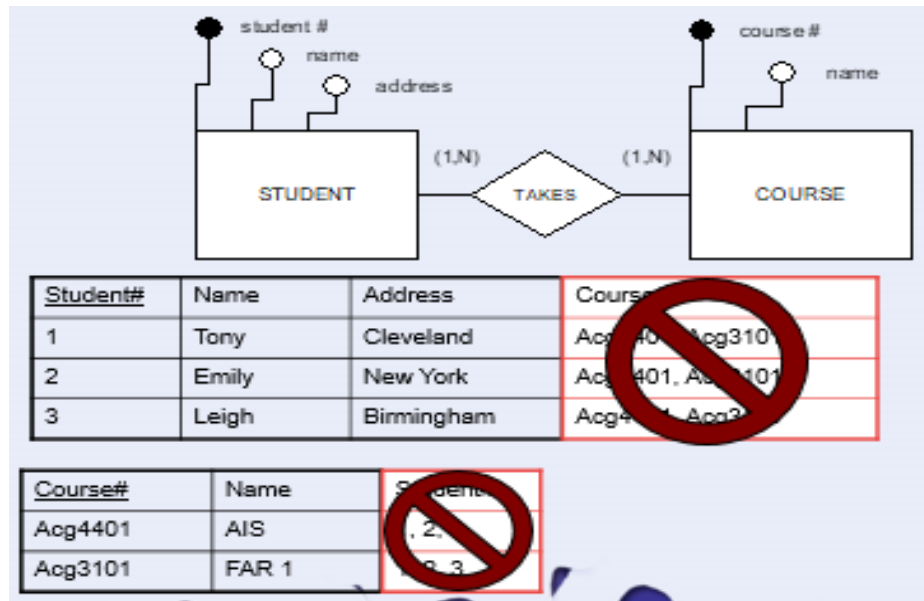 student #
course #
name
name
address
(1,N)
(1,N)
STUDENT
TAKES
COURSE
Student# Name Address
1 Tony Cleveland
2 Emily New York
3 Leigh Birmingham
Course# Name
Acg4401 AIS
Acg3101 FAR 1